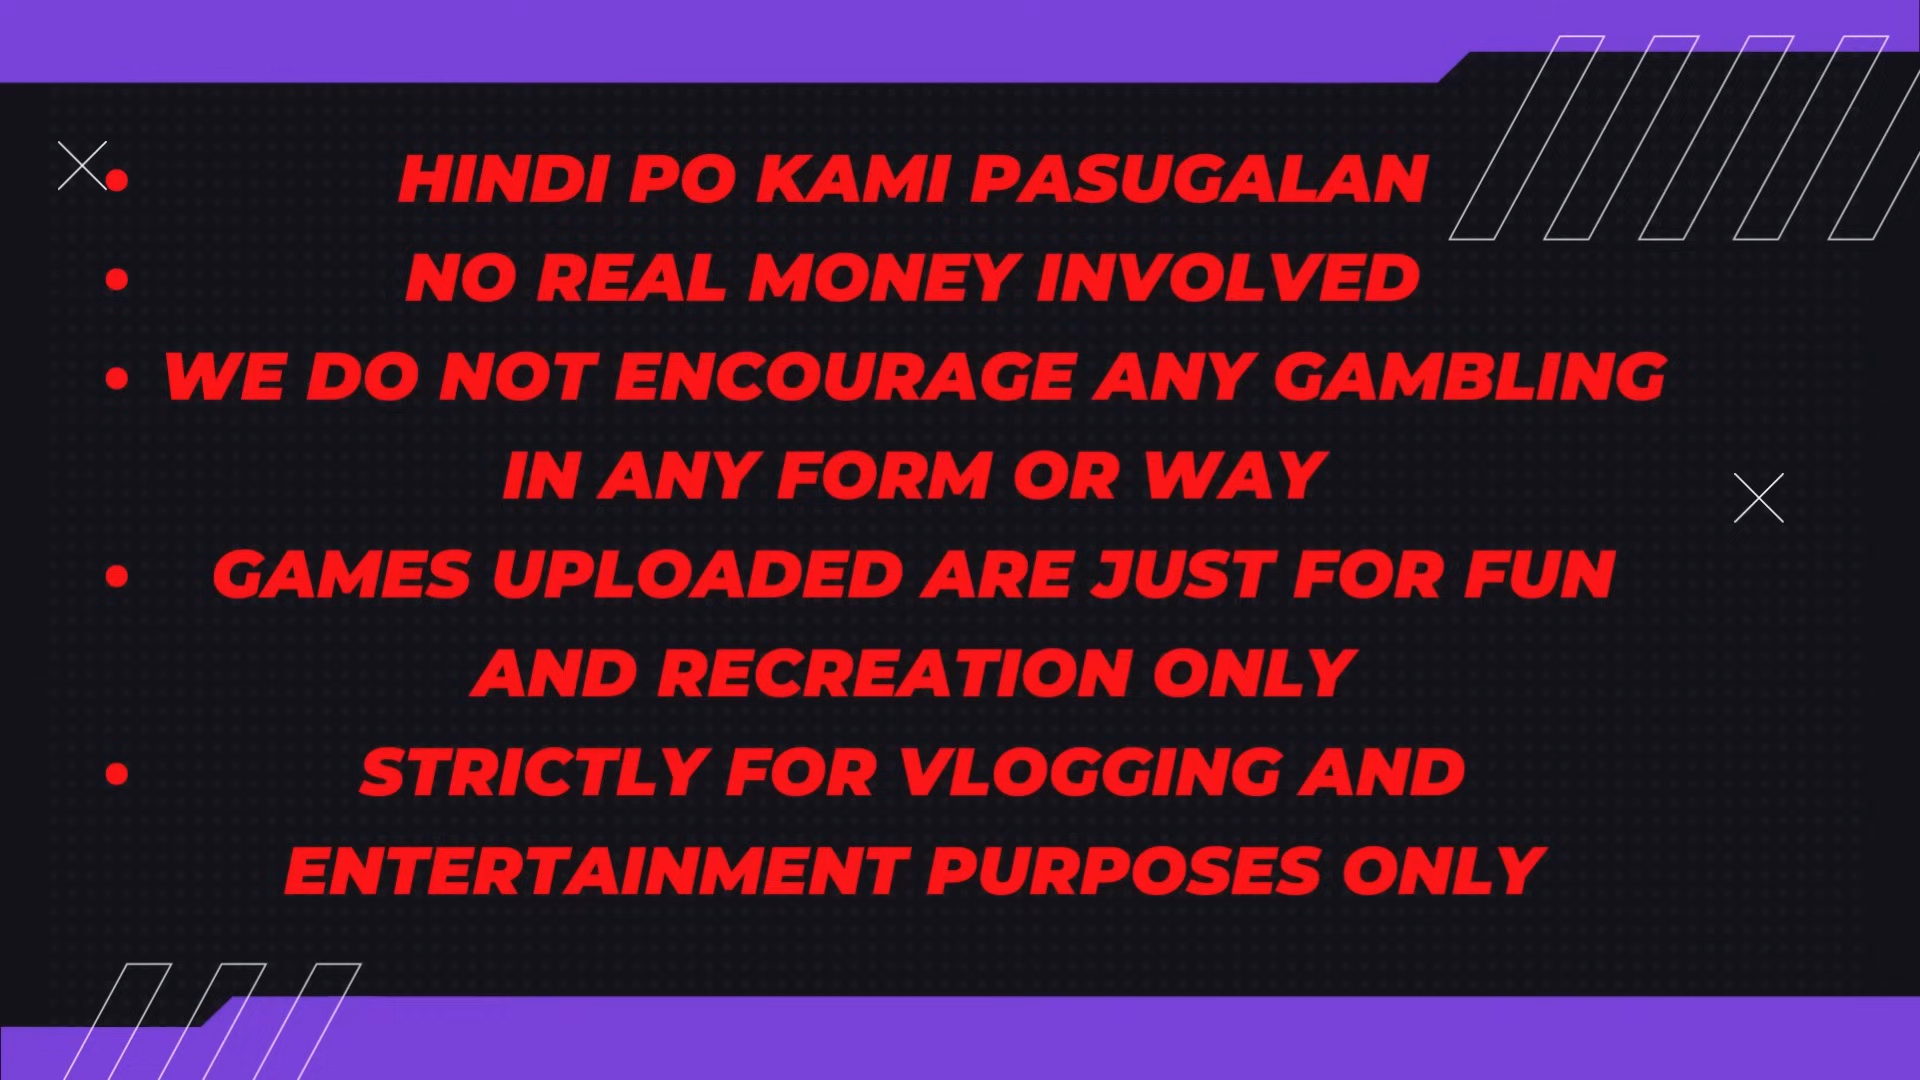 HINDI PO KAMI PASUGALAN
NO REAL MONEY INVOLVED
WE DO NOT ENCOURAGE ANY GAMBLING
IN ANY FORM OR WAY
GAMES UPLOADED ARE JUST FOR FUN
AND RECREATION ONLY
STRICTLY FOR VLOGGING AND
ENTERTAINMENT PURPOSES ONLY